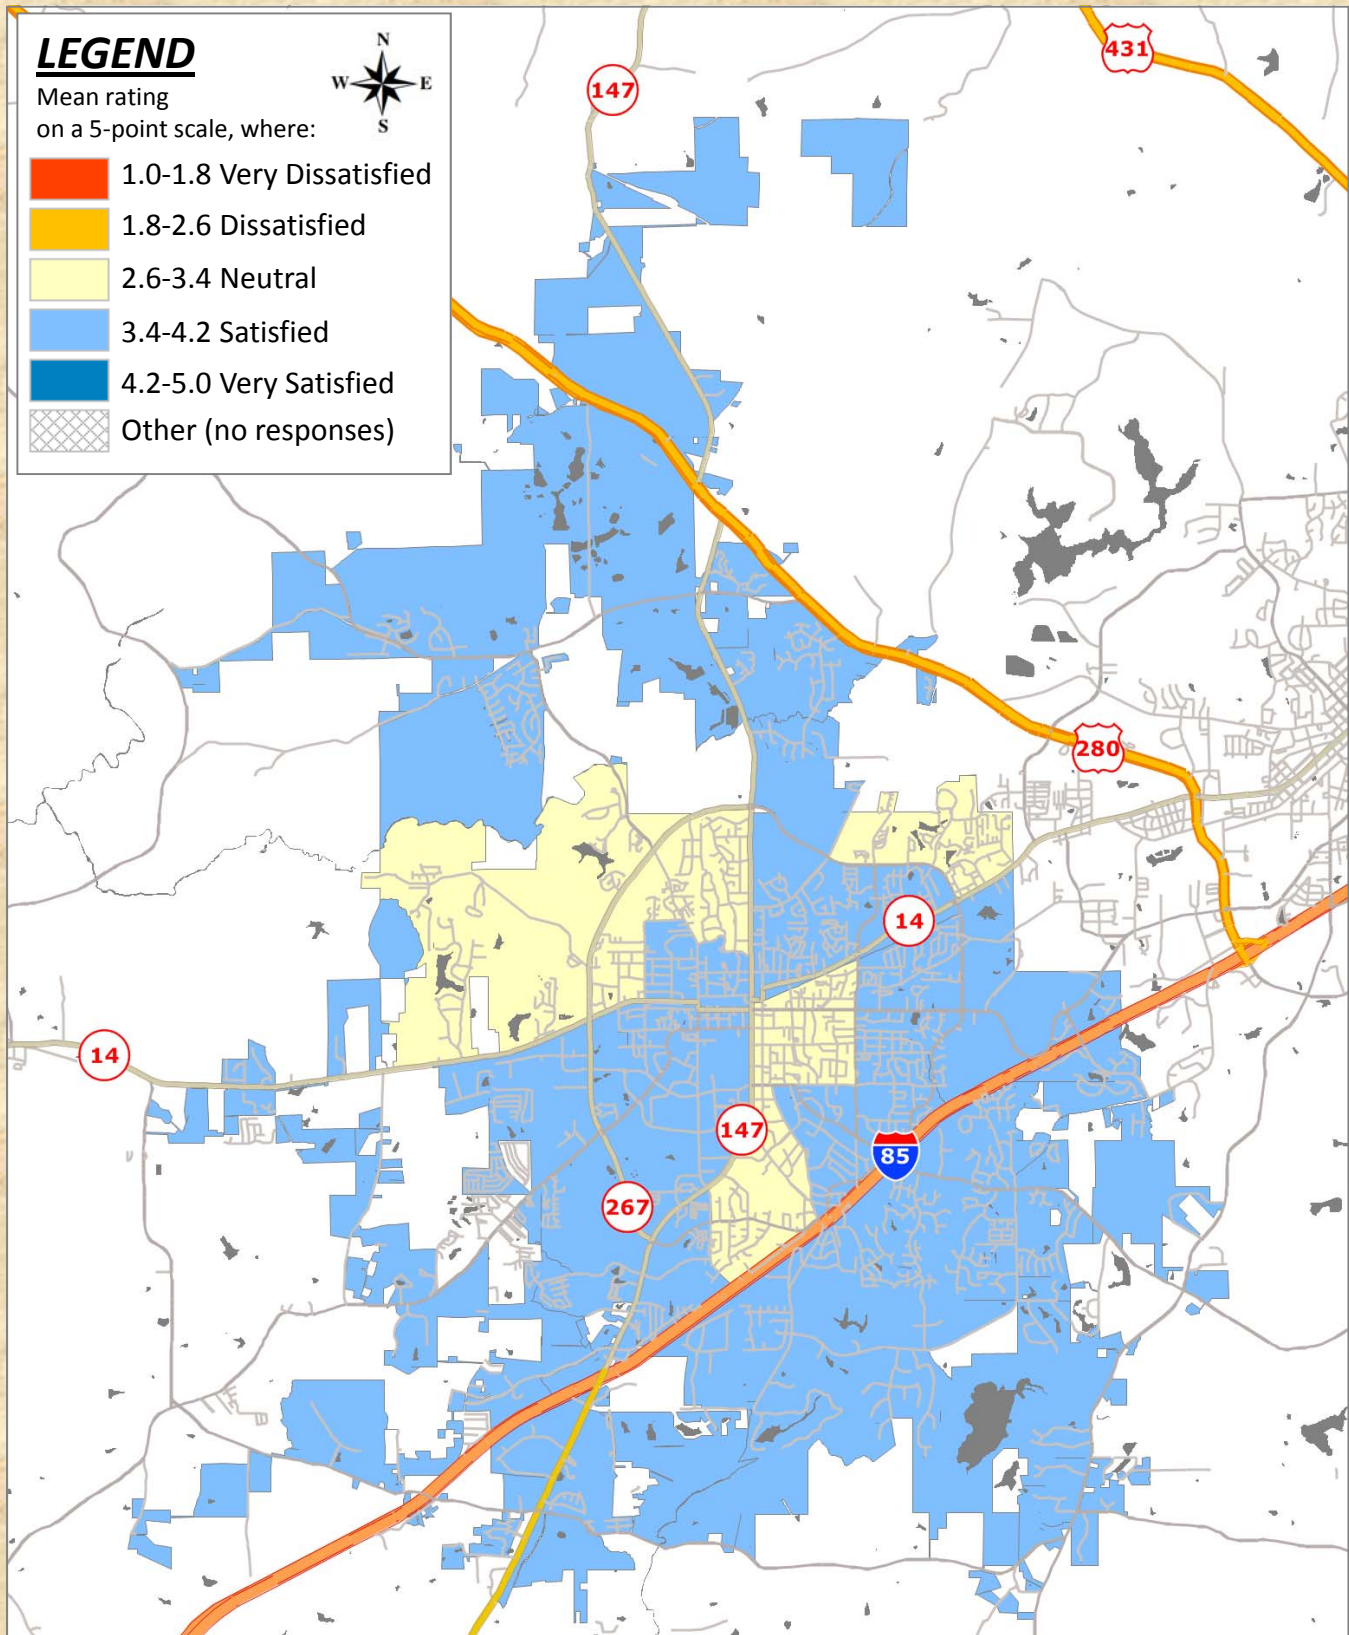 LEGEND
Mean rating
on a 5-point scale, where:
N
W E
S
1.0-1.8 Very Dissatisfied
1.8-2.6 Dissatisfied
2.6-3.4 Neutral
3.4-4.2 Satisfied
4.2-5.0 Very Satisfied
Other (no responses)
147
431
280
14
14
147
85
267